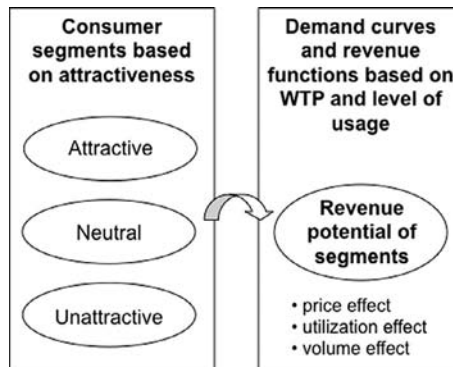 Consumer
segments based
on attractiveness
Attractive
Neutral
Unattractive
Demand curves
and revenue
functions based on
WTP and level of
usage
Revenue
potential of
segments
• price effect
• utilization effect
• volume effect